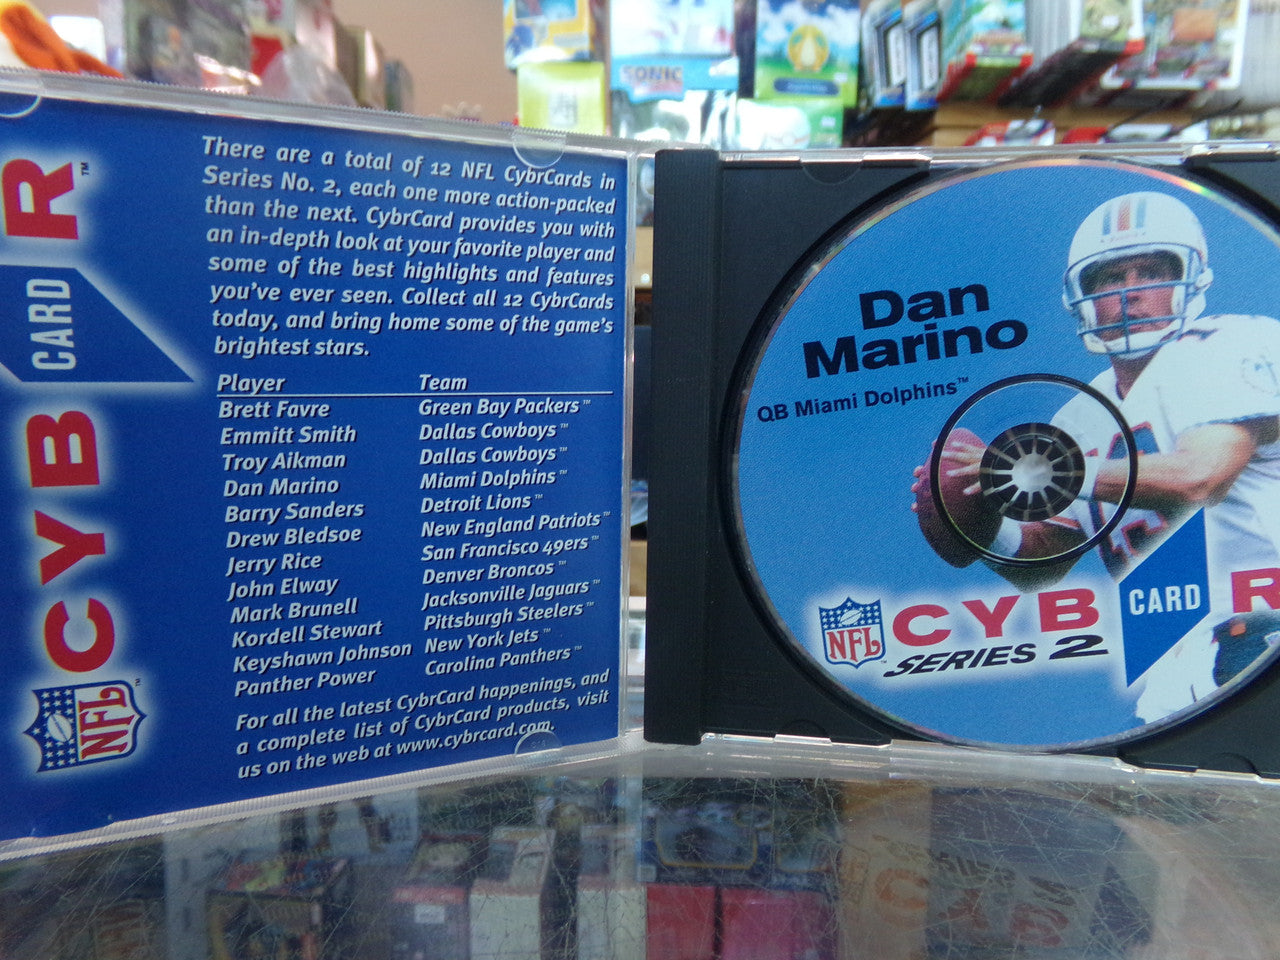 SONIC
CYBR CARD ™
NFL ™
There are a total of 12 NFL CybrCards in
Series No. 2, each one more action-packed
than the next. CybrCard provides you with
an in-depth look at your favorite player and
some of the best highlights and features
you've ever seen. Collect all 12 CybrCards
today, and bring home some of the game's
brightest stars.
Player Team
Brett Favre Green Bay Packers™
Emmitt Smith Dallas Cowboys™
Troy Aikman Dallas Cowboys™
Dan Marino Miami Dolphins™
Barry Sanders Detroit Lions™
Drew Bledsoe New England Patriots™
Jerry Rice San Francisco 49ers™
John Elway Denver Broncos™
Mark Brunell Jacksonville Jaguars™
Kordell Stewart Pittsburgh Steelers™
Keyshawn Johnson New York Jets™
Panther Power Carolina Panthers™
For all the latest CybrCard happenings, and
a complete list of CybrCard products, visit
us on the web at www.cybrcard.com.
Dan
Marino
QB Miami Dolphins™
NFL
CYB CARD R
SERIES 2